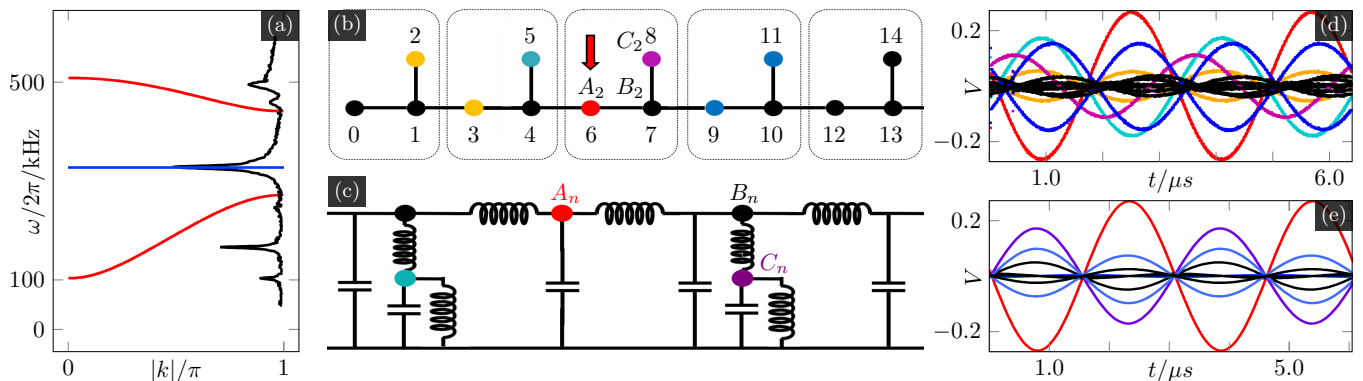 (a)
500
100
0
ω/2π/kHz
0
|k|/π
1
(b)
2
5
8
11
14
C₂
A₂
B₂
0
1
3
4
6
7
9
10
12
13
(c)
Aₙ
Bₙ
Cₙ
(d)
0.2
−0.2
V
1.0
t/μs
6.0
(e)
0.2
−0.2
V
1.0
t/μs
5.0